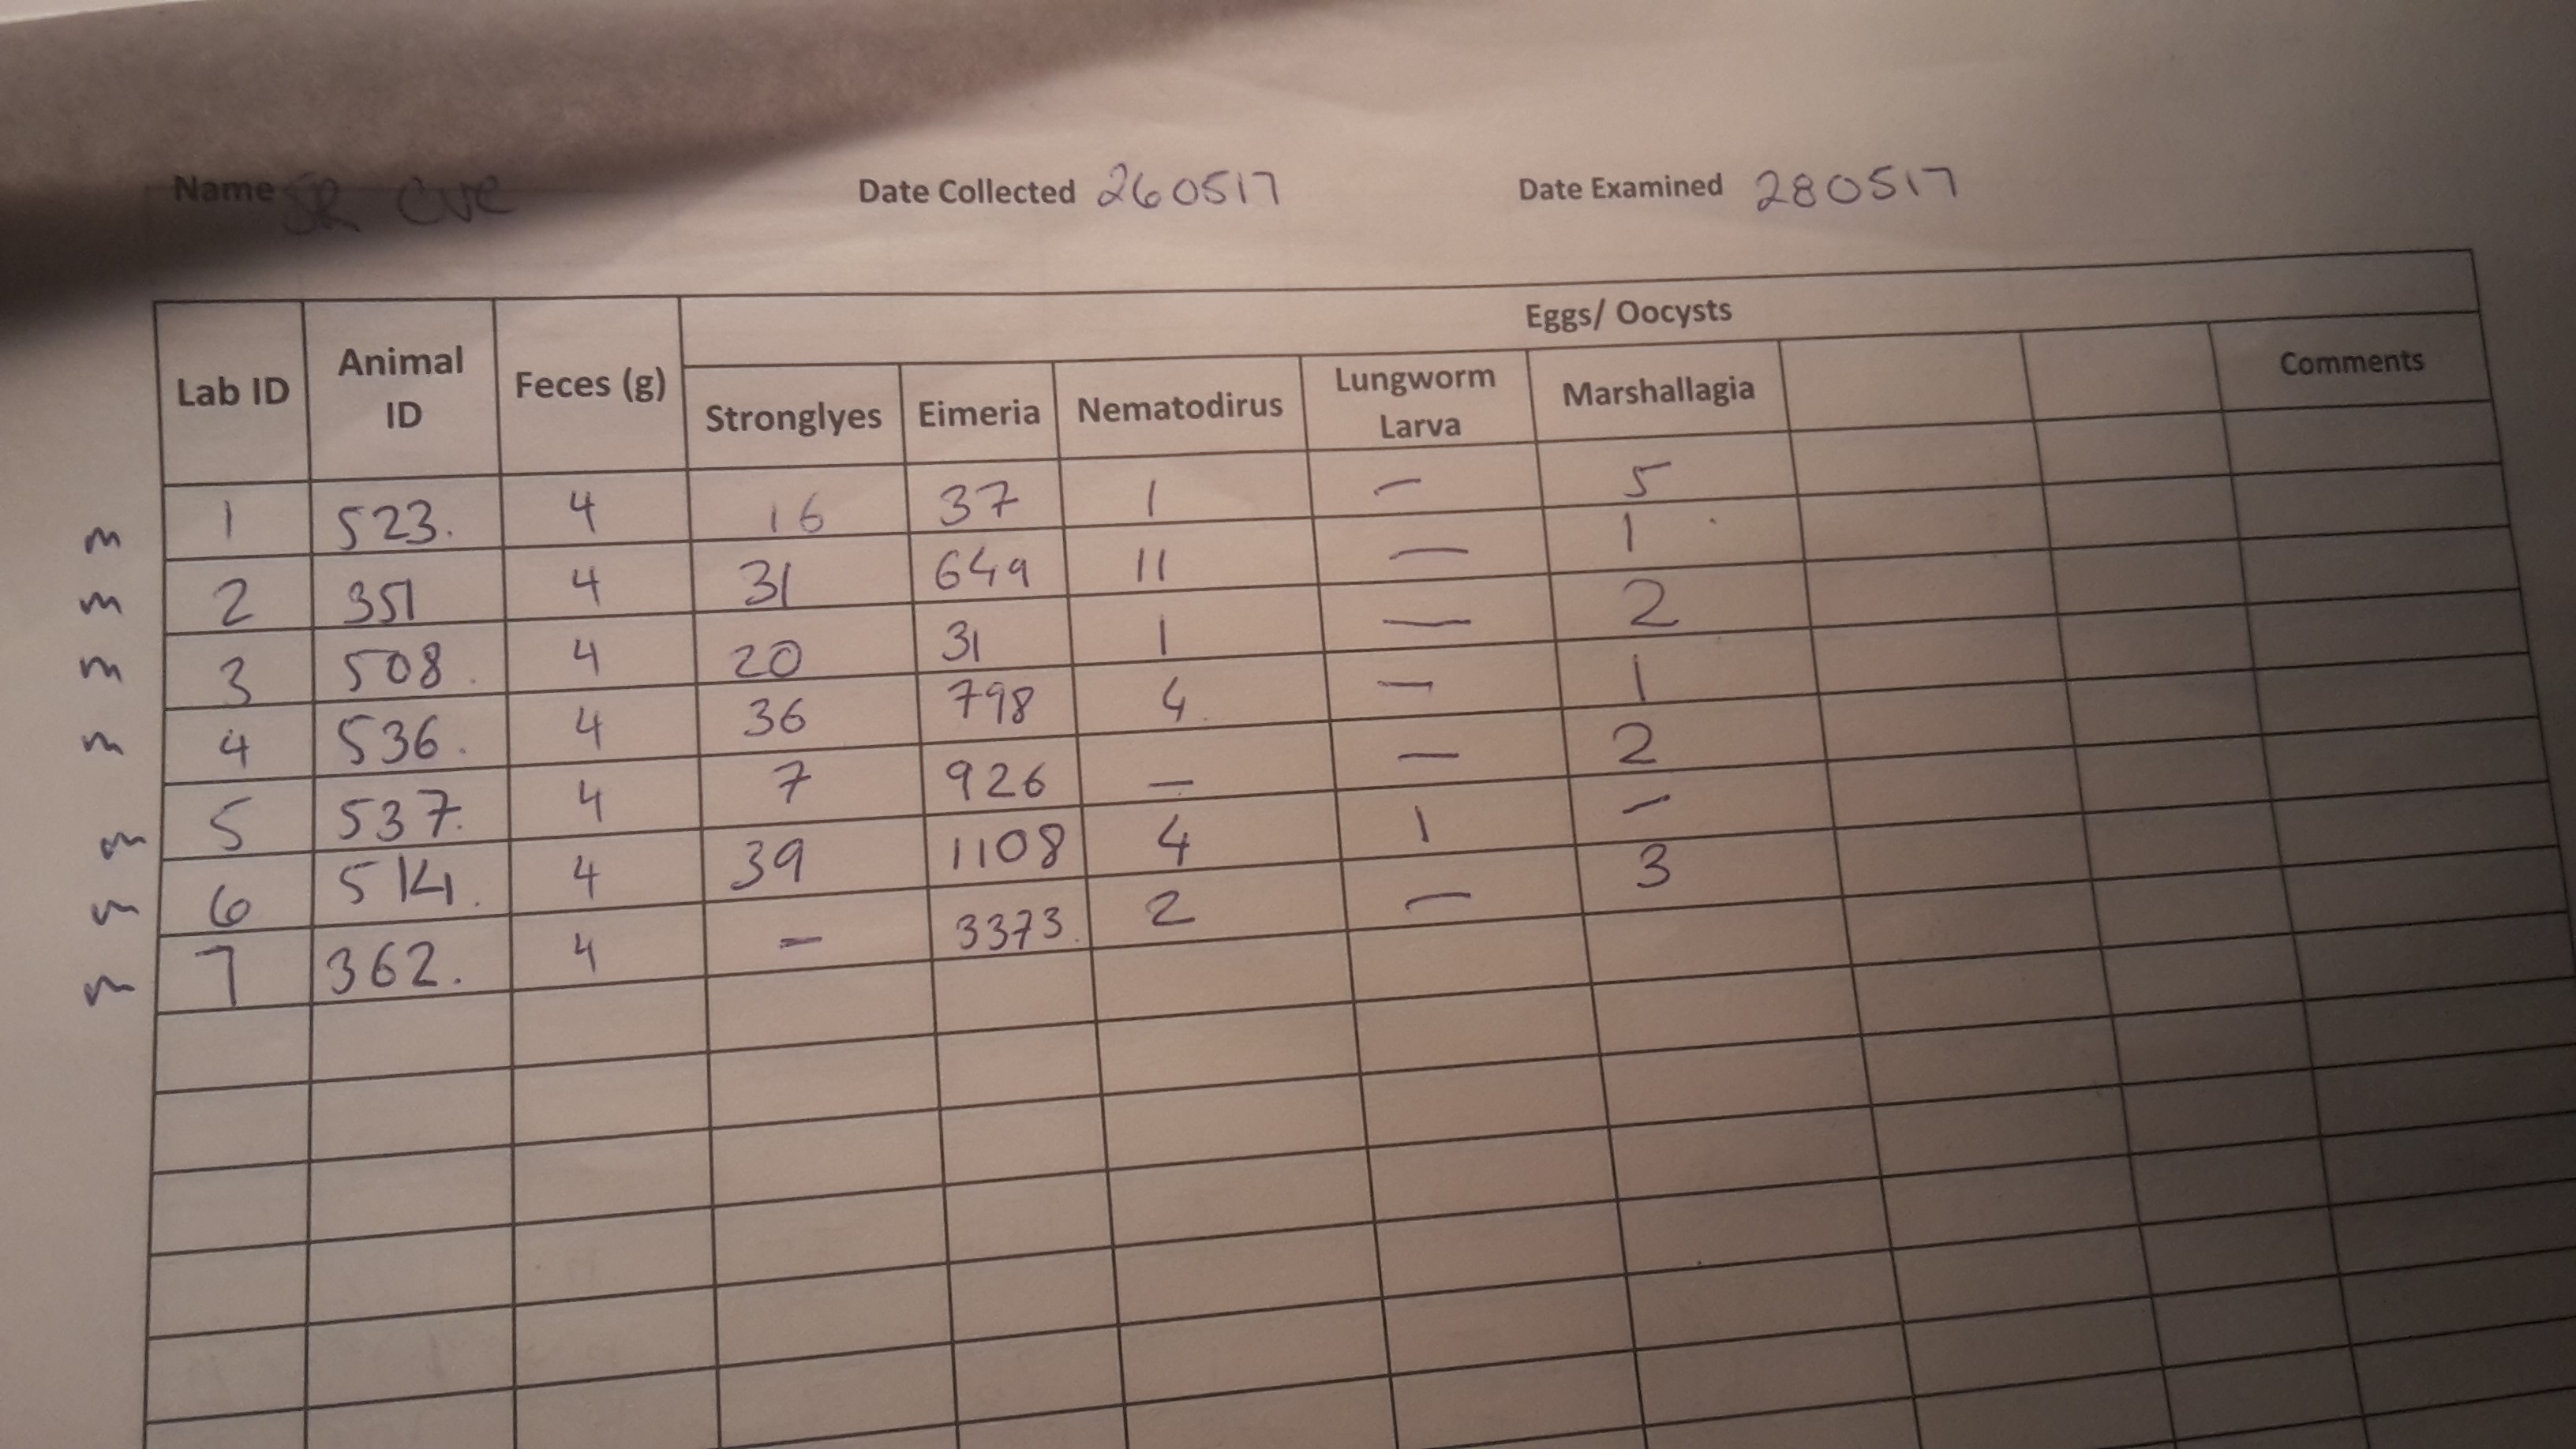 Name SR CVC Date Collected 260517 Date Examined 280517
Eggs/ Oocysts
Lab ID Animal ID Feces (g) Stronglyes Eimeria Nematodirus Lungworm Larva Marshallagia Comments
m 1 523. 4 16 37 1 — 5
m 2 351 4 31 649 11 — 1
m 3 508. 4 20 31 1 — 2
m 4 536. 4 36 798 4. — 1
m 5 537. 4 7 926 — — 2
m 6 514. 4 39 1108 4 1 —
m 7 362. 4 — 3373. 2 — 3